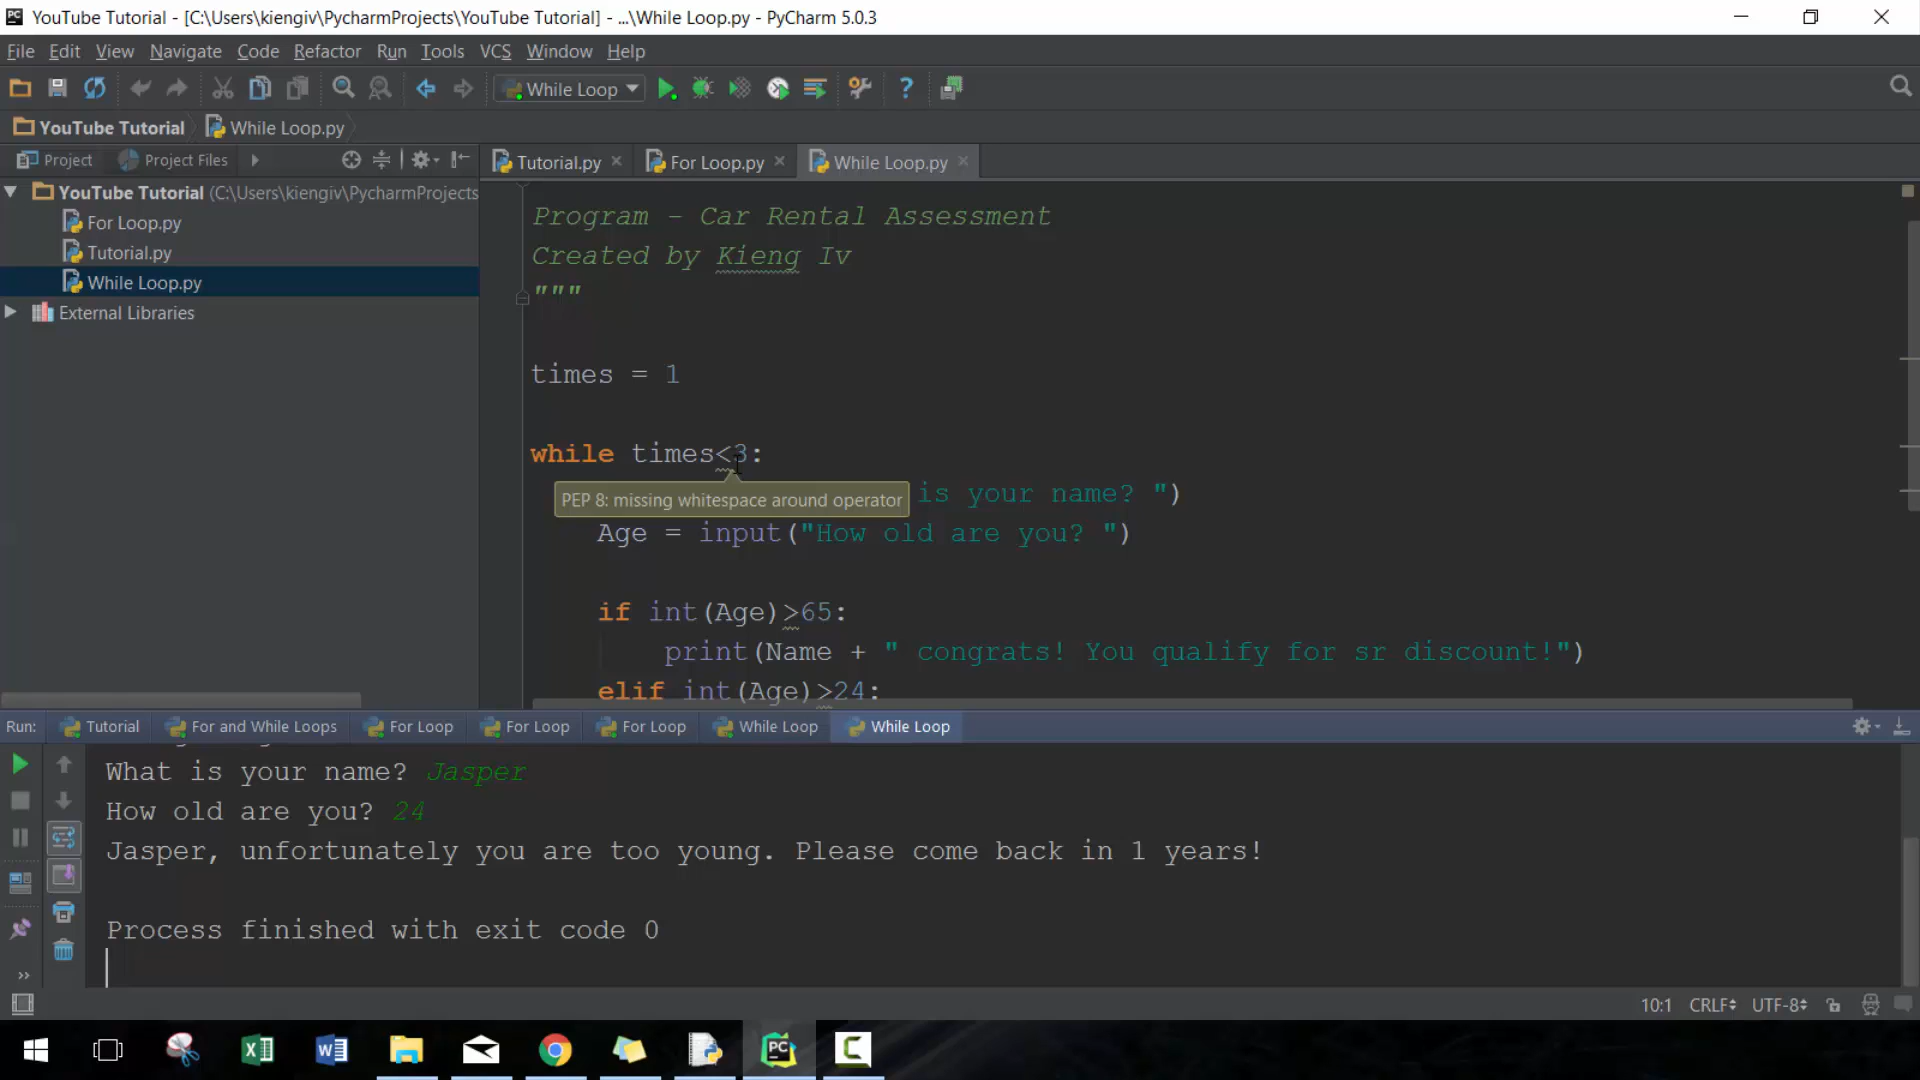 YouTube Tutorial - [C:\Users\kiengiv\PycharmProjects\YouTube Tutorial] - ...\While Loop.py - PyCharm 5.0.3
File Edit View Navigate Code Refactor Run Tools VCS Window Help
While Loop
YouTube Tutorial While Loop.py
Project Project Files
Tutorial.py For Loop.py While Loop.py
YouTube Tutorial (C:\Users\kiengiv\PycharmProjects
For Loop.py
Tutorial.py
While Loop.py
External Libraries
Program - Car Rental Assessment
Created by Kieng Iv
"""
times = 1
while times<3:
PEP 8: missing whitespace around operator is your name? ")
Age = input("How old are you? ")
if int(Age)>65:
print(Name + " congrats! You qualify for sr discount!")
elif int(Age)>24:
Run: Tutorial For and While Loops For Loop For Loop For Loop While Loop While Loop
What is your name? Jasper
How old are you? 24
Jasper, unfortunately you are too young. Please come back in 1 years!
Process finished with exit code 0
10:1 CRLF UTF-8